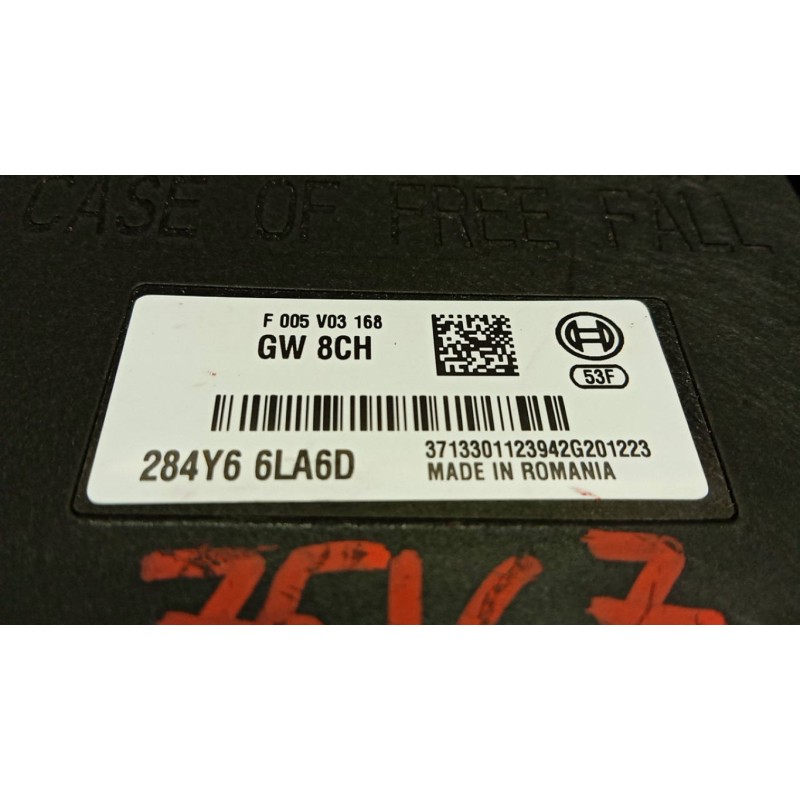 CASE OF FREE FALL
F 005 V03 168
GW 8CH
53F
284Y6 6LA6D
3713301123942G201223
MADE IN ROMANIA